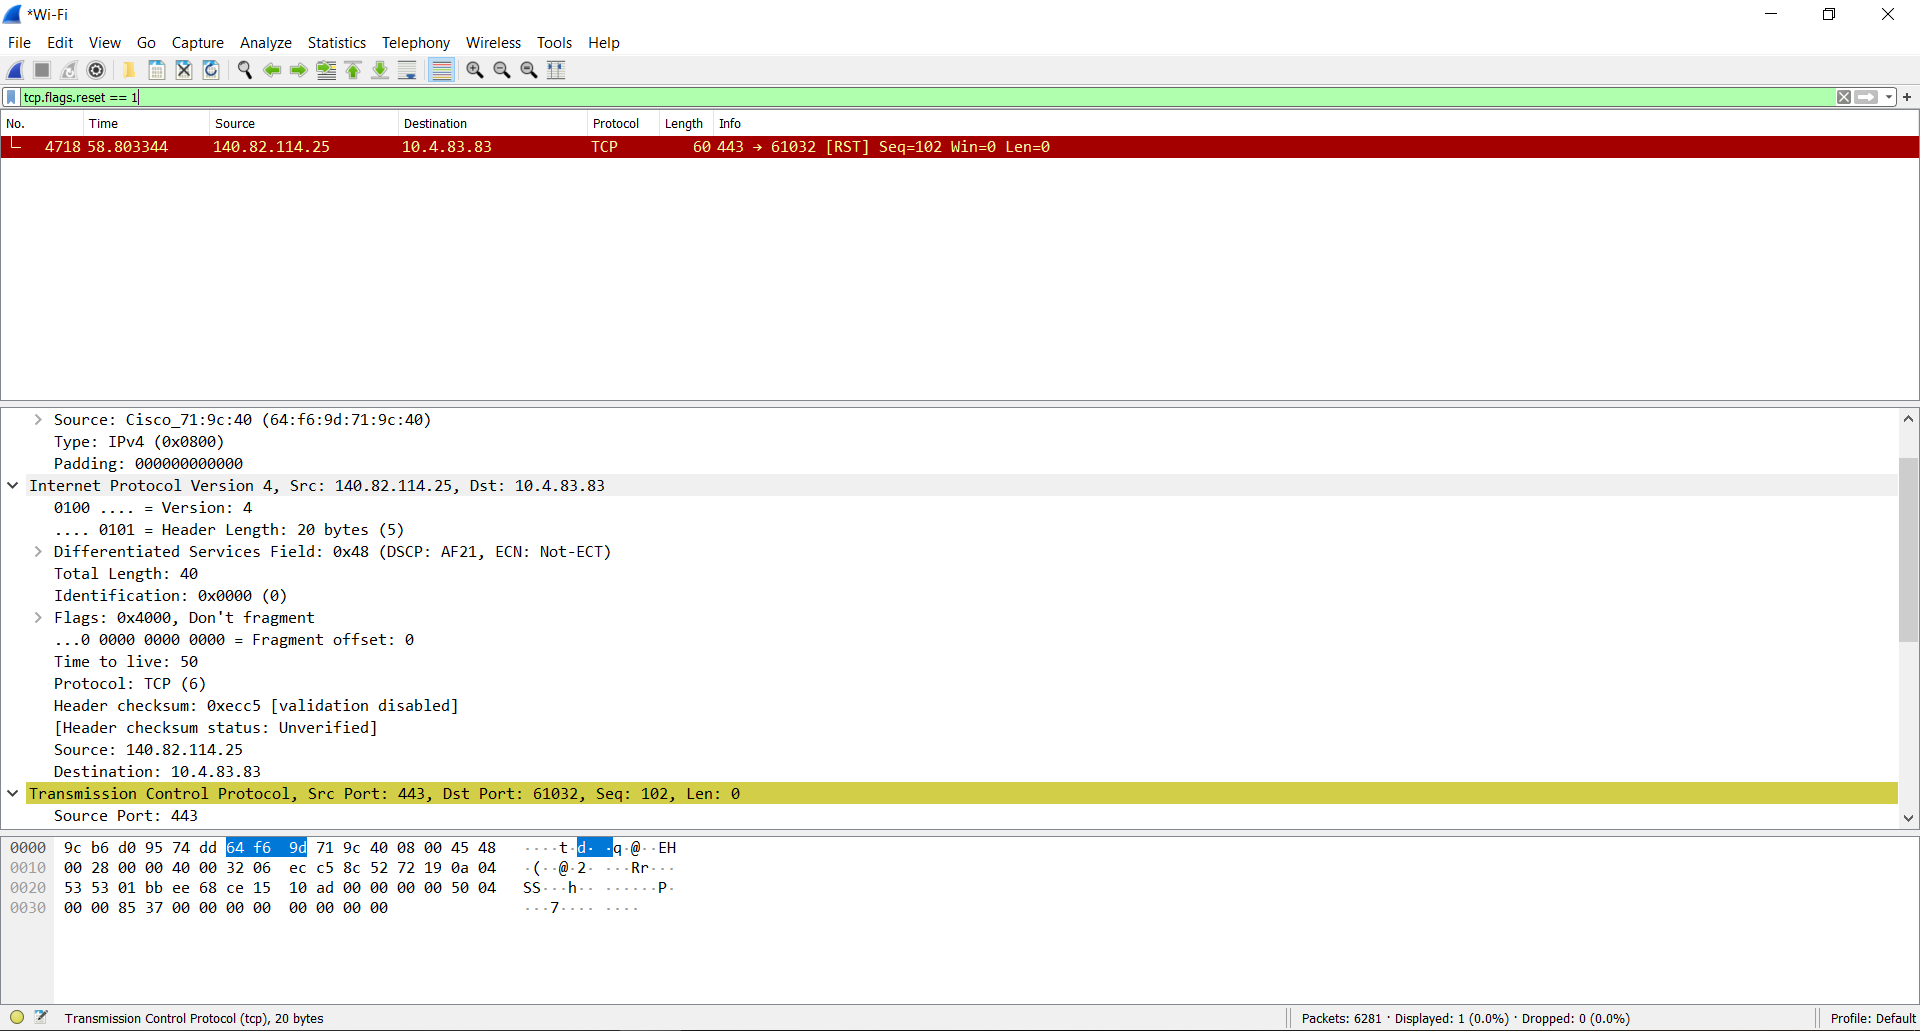 *Wi-Fi
File Edit View Go Capture Analyze Statistics Telephony Wireless Tools Help
tcp.flags.reset == 1
No. Time Source Destination Protocol Length Info
4718 58.803344 140.82.114.25 10.4.83.83 TCP 60 443 → 61032 [RST] Seq=102 Win=0 Len=0
Source: Cisco_71:9c:40 (64:f6:9d:71:9c:40)
Type: IPv4 (0x0800)
Padding: 000000000000
Internet Protocol Version 4, Src: 140.82.114.25, Dst: 10.4.83.83
0100 .... = Version: 4
.... 0101 = Header Length: 20 bytes (5)
Differentiated Services Field: 0x48 (DSCP: AF21, ECN: Not-ECT)
Total Length: 40
Identification: 0x0000 (0)
Flags: 0x4000, Don't fragment
...0 0000 0000 0000 = Fragment offset: 0
Time to live: 50
Protocol: TCP (6)
Header checksum: 0xecc5 [validation disabled]
[Header checksum status: Unverified]
Source: 140.82.114.25
Destination: 10.4.83.83
Transmission Control Protocol, Src Port: 443, Dst Port: 61032, Seq: 102, Len: 0
Source Port: 443
0000 9c b6 d0 95 74 dd 64 f6 9d 71 9c 40 08 00 45 48 ····t·d· ·q·@··EH
0010 00 28 00 00 40 00 32 06 ec c5 8c 52 72 19 0a 04 ·(··@·2· ···Rr···
0020 53 53 01 bb ee 68 ce 15 10 ad 00 00 00 00 50 04 SS···h·· ······P·
0030 00 00 85 37 00 00 00 00 00 00 00 00 ···7···· ····
Transmission Control Protocol (tcp), 20 bytes
Packets: 6281 · Displayed: 1 (0.0%) · Dropped: 0 (0.0%)
Profile: Default